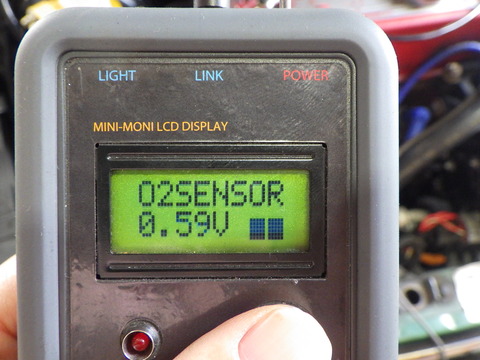 LIGHT LINK POWER
MINI-MONI LCD DISPLAY
O2SENSOR
0.59V